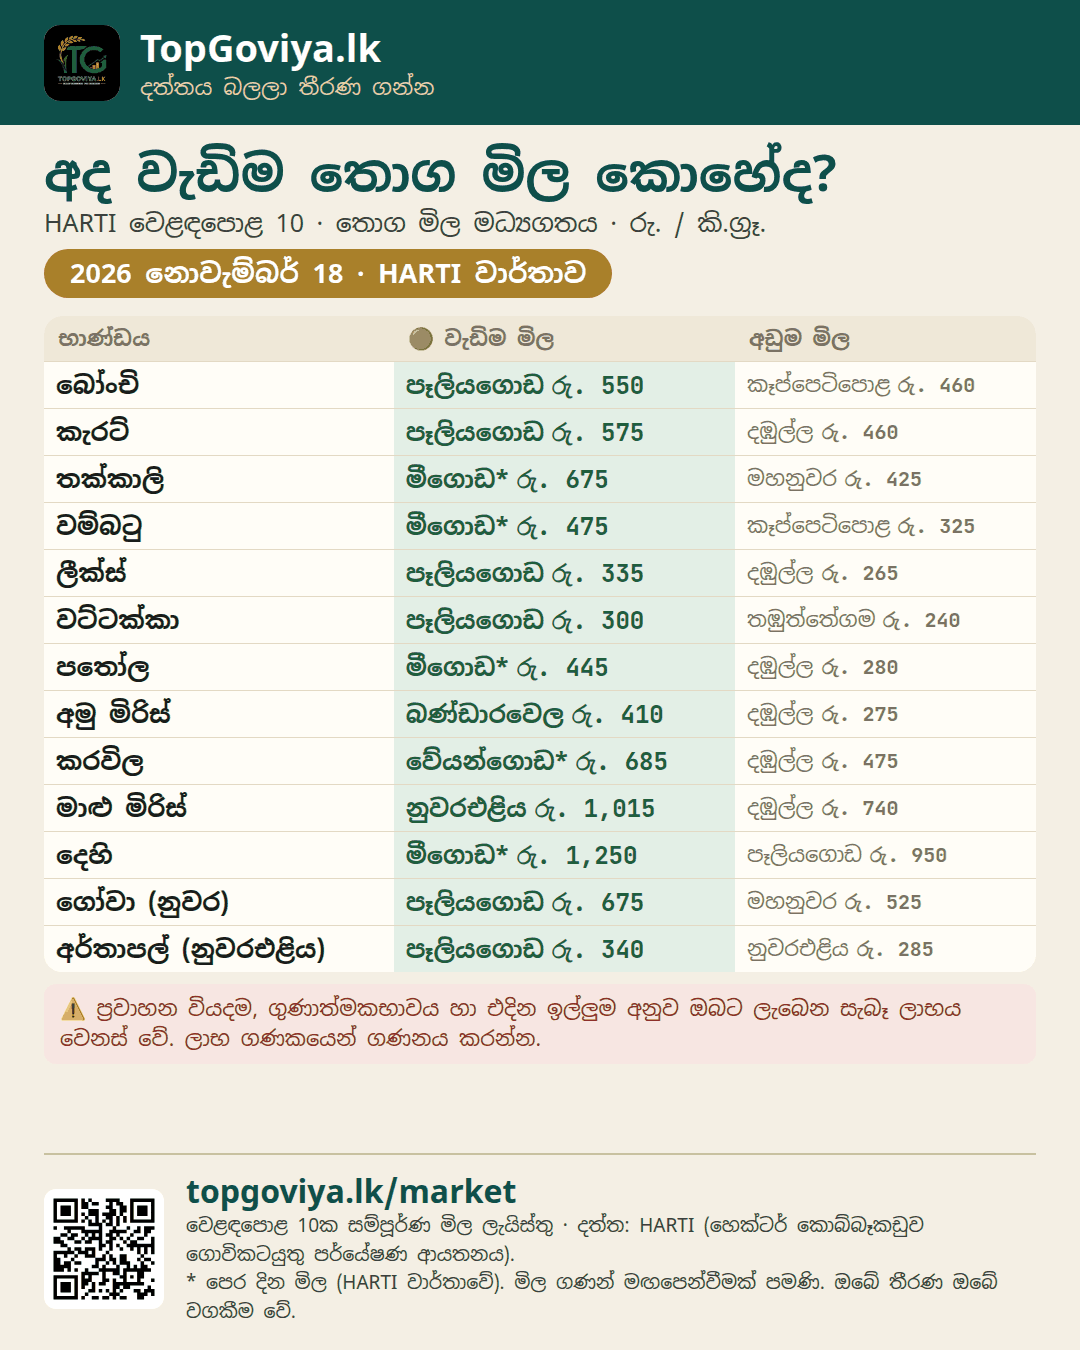 TopGoviya.lk
දත්තය බලලා තීරණ ගන්න
TOPGOVIYA.LK
අද වැඩිම තොග මිල කොහේද?
HARTI වෙළඳපොළ 10 · තොග මිල මධ්‍යගතය · රු. / කි.ග්‍රෑ.
2026 නොවැම්බර් 18 · HARTI වාර්තාව
භාණ්ඩය වැඩිම මිල අඩුම මිල
බෝංචි පෑලියගොඩ රු. 550 කෑප්පෙටිපොළ රු. 460
කැරට් පෑලියගොඩ රු. 575 දඹුල්ල රු. 460
තක්කාලි මීගොඩ* රු. 675 මහනුවර රු. 425
වම්බටු මීගොඩ* රු. 475 කෑප්පෙටිපොළ රු. 325
ලීක්ස් පෑලියගොඩ රු. 335 දඹුල්ල රු. 265
වට්ටක්කා පෑලියගොඩ රු. 300 තඹුත්තේගම රු. 240
පතෝල මීගොඩ* රු. 445 දඹුල්ල රු. 280
අමු මිරිස් බණ්ඩාරවෙල රු. 410 දඹුල්ල රු. 275
කරවිල වේයන්ගොඩ* රු. 685 දඹුල්ල රු. 475
මාළු මිරිස් නුවරඑළිය රු. 1,015 දඹුල්ල රු. 740
දෙහි මීගොඩ* රු. 1,250 පෑලියගොඩ රු. 950
ගෝවා (නුවර) පෑලියගොඩ රු. 675 මහනුවර රු. 525
අර්තාපල් (නුවරඑළිය) පෑලියගොඩ රු. 340 නුවරඑළිය රු. 285
⚠️ ප්‍රවාහන වියදම, ගුණාත්මකභාවය හා එදින ඉල්ලුම අනුව ඔබට ලැබෙන සැබෑ ලාභය
වෙනස් වේ. ලාභ ගණකයෙන් ගණනය කරන්න.
topgoviya.lk/market
වෙළඳපොළ 10ක සම්පූර්ණ මිල ලැයිස්තු · දත්ත: HARTI (හෙක්ටර් කොබ්බෑකඩුව
ගොවිකටයුතු පර්යේෂණ ආයතනය).
* පෙර දින මිල (HARTI වාර්තාවේ). මිල ගණන් මඟපෙන්වීමක් පමණි. ඔබේ තීරණ ඔබේ
වගකීම වේ.